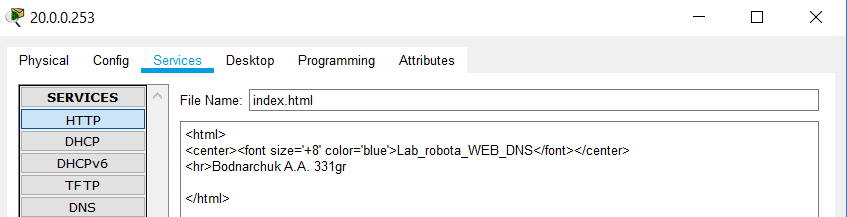 20.0.0.253
Physical Config Services Desktop Programming Attributes
SERVICES
HTTP
DHCP
DHCPv6
TFTP
DNS
File Name: index.html
<html>
<center><font size='+8' color='blue'>Lab_robota_WEB_DNS</font></center>
<hr>Bodnarchuk A.A. 331gr
</html>